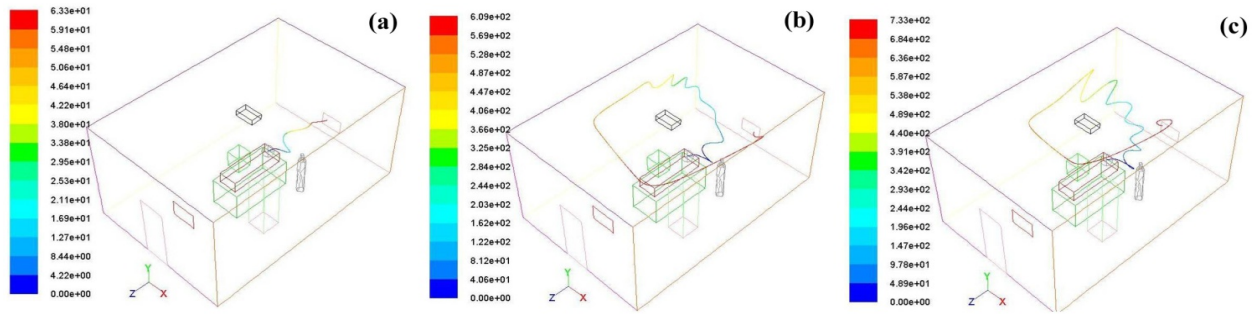 (a)
6.33e+01
5.91e+01
5.48e+01
5.06e+01
4.64e+01
4.22e+01
3.80e+01
3.38e+01
2.95e+01
2.53e+01
2.11e+01
1.69e+01
1.27e+01
8.44e+00
4.22e+00
0.00e+00
Y
Z X
(b)
6.09e+02
5.69e+02
5.28e+02
4.87e+02
4.47e+02
4.06e+02
3.66e+02
3.25e+02
2.84e+02
2.44e+02
2.03e+02
1.62e+02
1.22e+02
8.12e+01
4.06e+01
0.00e+00
Y
Z X
(c)
7.33e+02
6.84e+02
6.36e+02
5.87e+02
5.38e+02
4.89e+02
4.40e+02
3.91e+02
3.42e+02
2.93e+02
2.44e+02
1.96e+02
1.47e+02
9.78e+01
4.89e+01
0.00e+00
Y
Z X